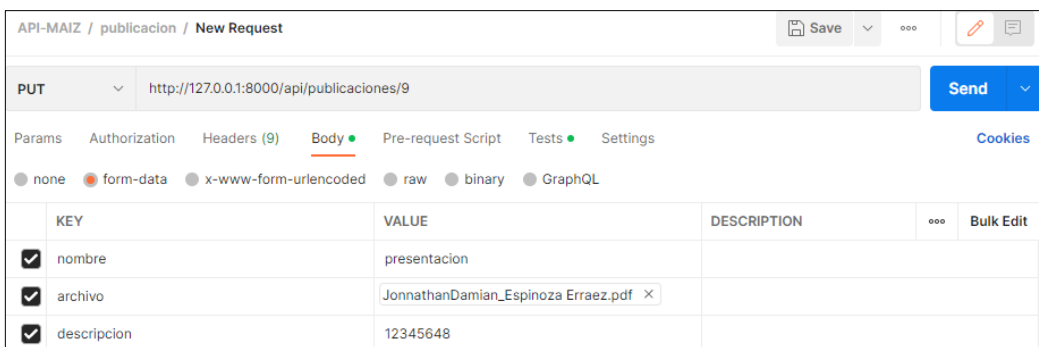 API-MAIZ / publicacion / New Request Save ooo
PUT http://127.0.0.1:8000/api/publicaciones/9 Send
Params Authorization Headers (9) Body Pre-request Script Tests Settings Cookies
none form-data x-www-form-urlencoded raw binary GraphQL
KEY VALUE DESCRIPTION ooo Bulk Edit
nombre presentacion
archivo JonnathanDamian_Espinoza Erraez.pdf ×
descripcion 12345648